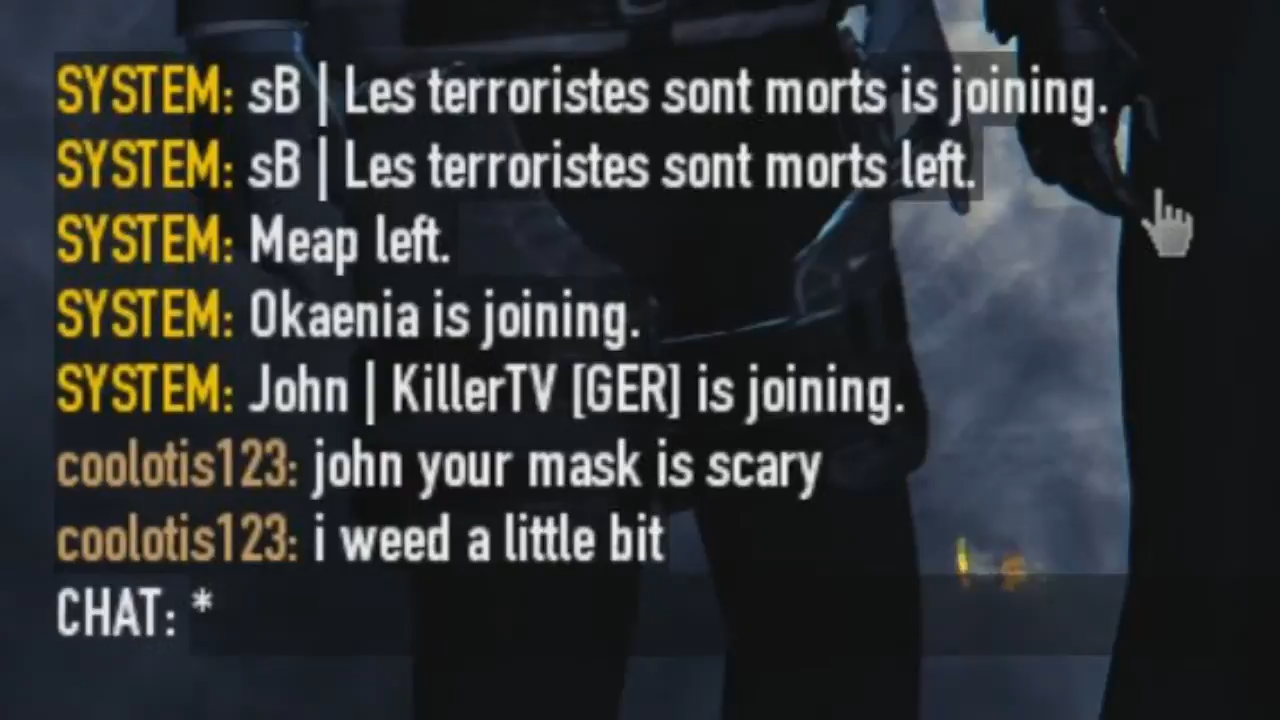 SYSTEM: sB | Les terroristes sont morts is joining.
SYSTEM: sB | Les terroristes sont morts left.
SYSTEM: Meap left.
SYSTEM: Okaenia is joining.
SYSTEM: John | KillerTV [GER] is joining.
coolotis123: john your mask is scary
coolotis123: i weed a little bit
CHAT: *